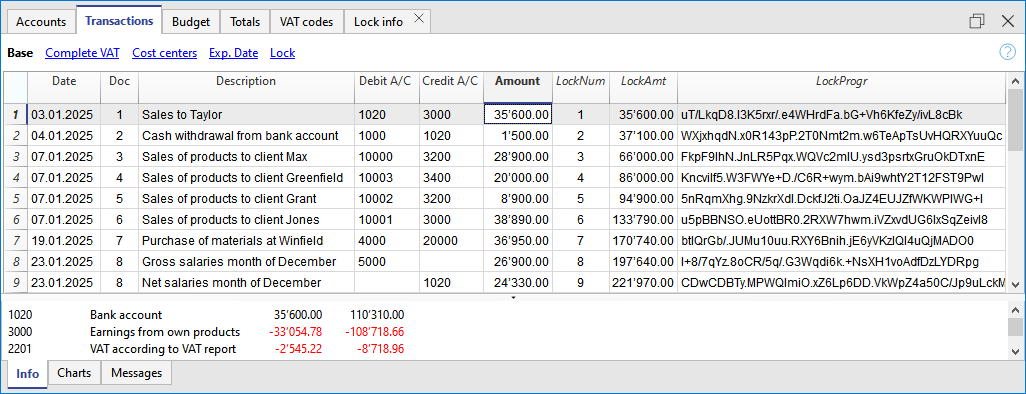 Accounts Transactions Budget Totals VAT codes Lock info
Base Complete VAT Cost centers Exp. Date Lock
Date Doc Description Debit A/C Credit A/C Amount LockNum LockAmt LockProgr
1 03.01.2025 1 Sales to Taylor 1020 3000 35'600.00 1 35'600.00 uT/LkqD8.I3K5rxr/.e4WHrdFa.bG+Vh6KfeZy/ivL8cBk
2 04.01.2025 2 Cash withdrawal from bank account 1000 1020 1'500.00 2 37'100.00 WXjxhqdN.x0R143pP.2T0Nmt2m.w6TeApTsUvHQRXYuuQc
3 07.01.2025 3 Sales of products to client Max 10000 3200 28'900.00 3 66'000.00 FkpF9IhN.JnLR5Pqx.WQVc2mIU.ysd3psrtxGruOkDTxnE
4 07.01.2025 4 Sales of products to client Greenfield 10003 3400 20'000.00 4 86'000.00 Kncvilf5.W3FWYe+D./C6R+wym.bAi9whtY2T12FST9PwI
5 07.01.2025 5 Sales of products to client Grant 10002 3200 8'900.00 5 94'900.00 5nRqmXhg.9NzkrXdI.DckfJ2ti.OaJZ4EUJZfWKWPIWG+I
6 07.01.2025 6 Sales of products to client Jones 10001 3000 38'890.00 6 133'790.00 u5pBBNSO.eUottBR0.2RXW7hwm.iVZxvdUG6IxSqZeivI8
7 19.01.2025 7 Purchase of materials at Winfield 4000 20000 36'950.00 7 170'740.00 btIQrGb/.JUMu10uu.RXY6Bnih.jE6yVKzIQI4uQjMADO0
8 23.01.2025 8 Gross salaries month of December 5000 26'900.00 8 197'640.00 I+8/7qYz.8oCR/5q/.G3Wqdi6k.+NsXH1voAdfDzLYDRpg
9 23.01.2025 8 Net salaries month of December 1020 24'330.00 9 221'970.00 CDwCDBTy.MPWQImiO.xZ6Lp6DD.VkWpZ4a50C/Jp9uLckM
1020 Bank account 35'600.00 110'310.00
3000 Earnings from own products -33'054.78 -108'718.66
2201 VAT according to VAT report -2'545.22 -8'718.96
Info Charts Messages